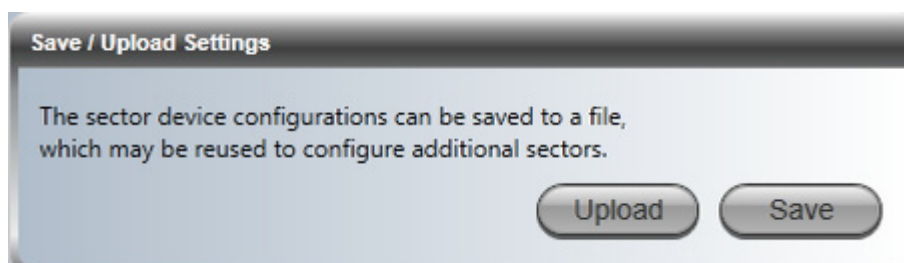 Save / Upload Settings
The sector device configurations can be saved to a file,
which may be reused to configure additional sectors.
Upload Save